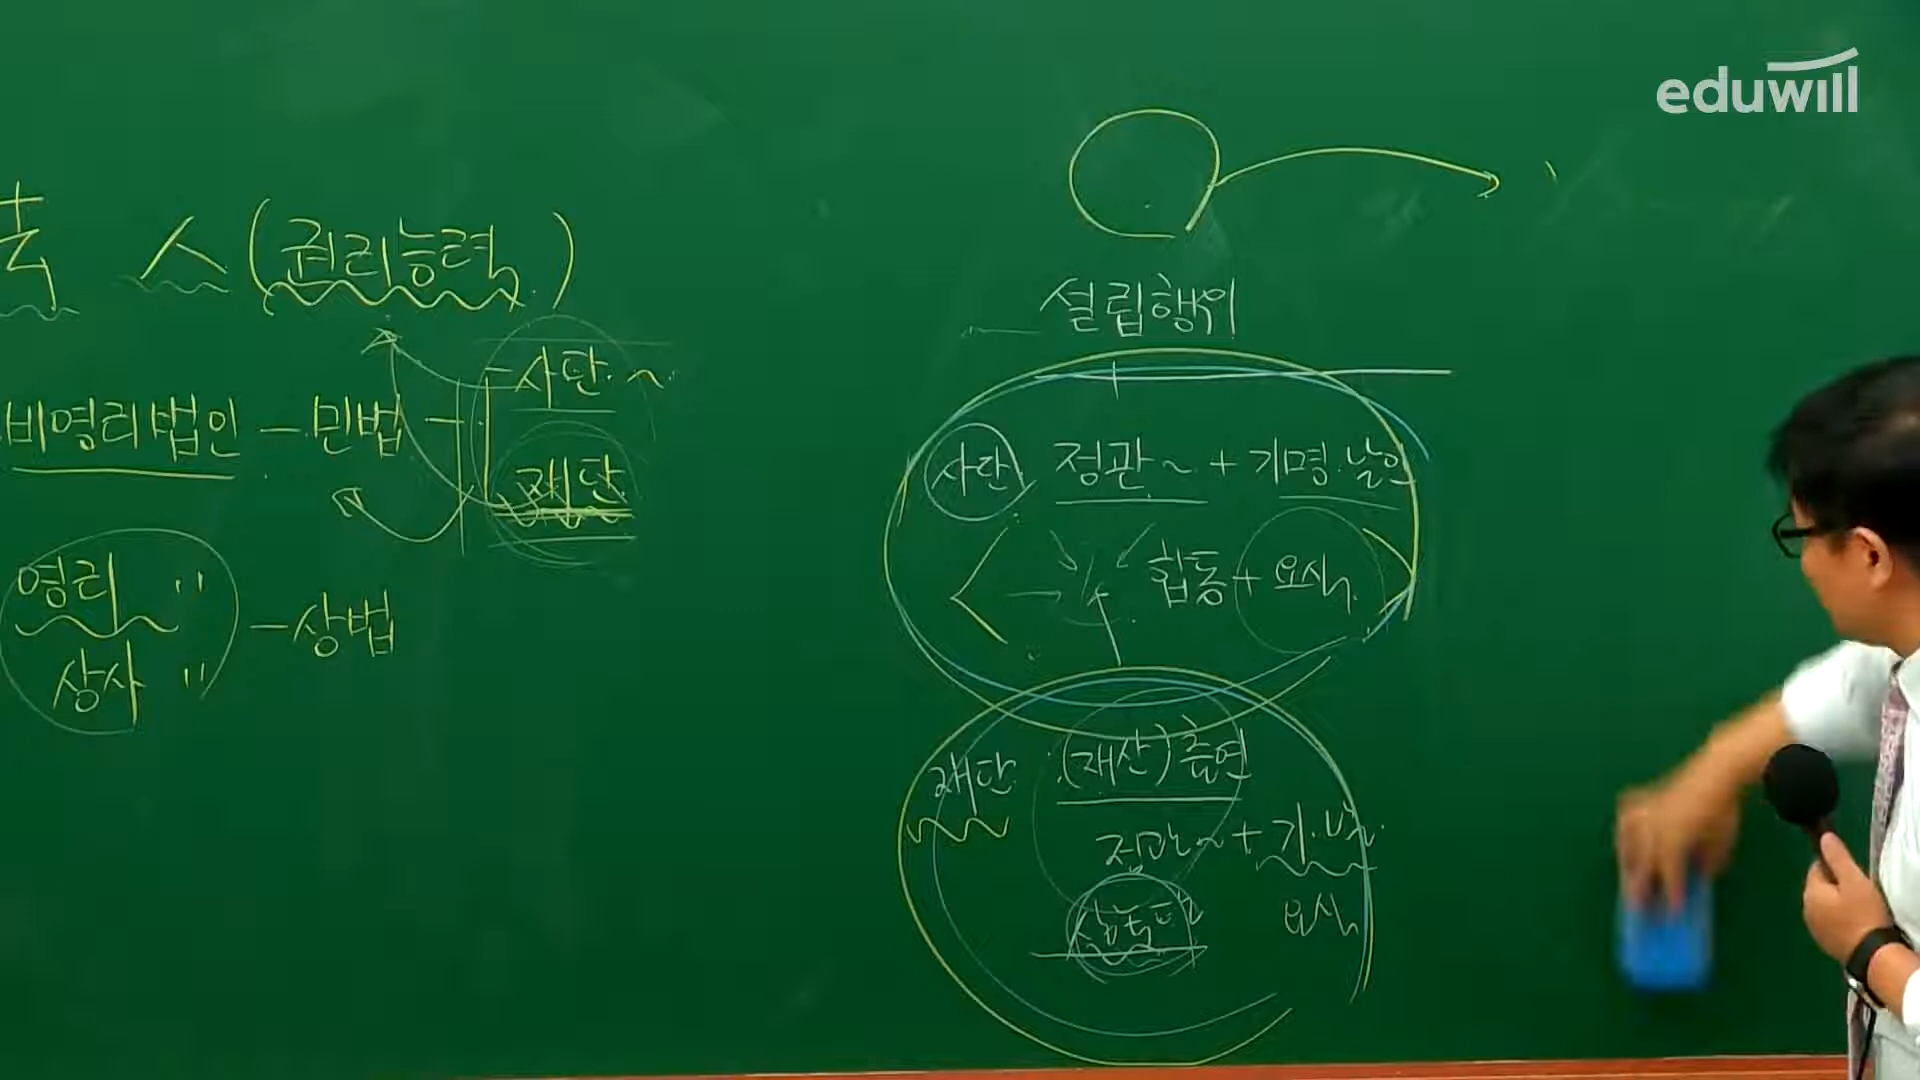 eduwill
人 (권리능력)
비영리법인 - 민법
사단 ~
재단
영리 〃
상사 〃
- 상법
설립행위
사단 정관 ~ + 기명 날인
합동 + 요식
재단 (재산) 출연
정관 ~ + 기. 날.
요식